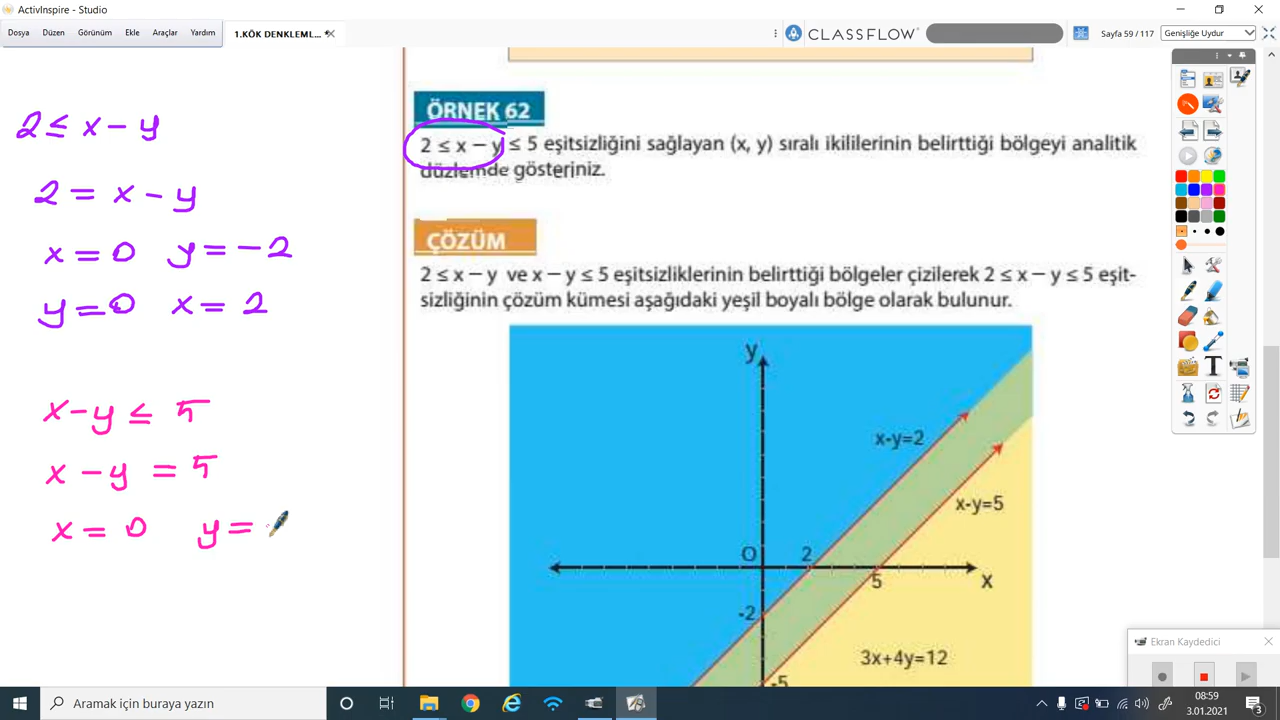 ActivInspire - Studio
Dosya Düzen Görünüm Ekle Araçlar Yardım
1.KÖK DENKLEML...
CLASSFLOW
Sayfa 59 / 117
Genişliğe Uydur
2 ≤ x - y
2 = x - y
x = 0 y = -2
y = 0 x = 2
x - y ≤ 5
x - y = 5
x = 0 y =
ÖRNEK 62
2 ≤ x – y ≤ 5 eşitsizliğini sağlayan (x, y) sıralı ikililerinin belirttiği bölgeyi analitik
düzlemde gösteriniz.
ÇÖZÜM
2 ≤ x – y ve x – y ≤ 5 eşitsizliklerinin belirttiği bölgeler çizilerek 2 ≤ x – y ≤ 5 eşit-
sizliğinin çözüm kümesi aşağıdaki yeşil boyalı bölge olarak bulunur.
y
x-y=2
x-y=5
O
2
5
x
-2
3x+4y=12
-5
Ekran Kaydedici
Aramak için buraya yazın
08:59
3.01.2021
3